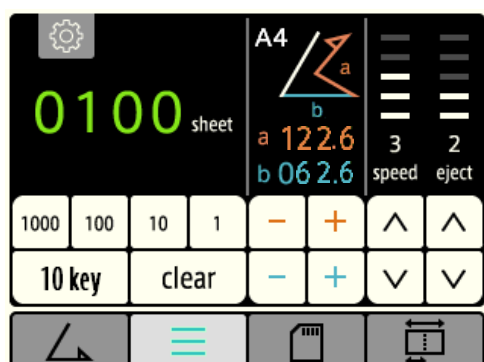 A4
a
b
0100 sheet
a 122.6
b 062.6
3 2
speed eject
1000 100 10 1 - +
10 key clear - +